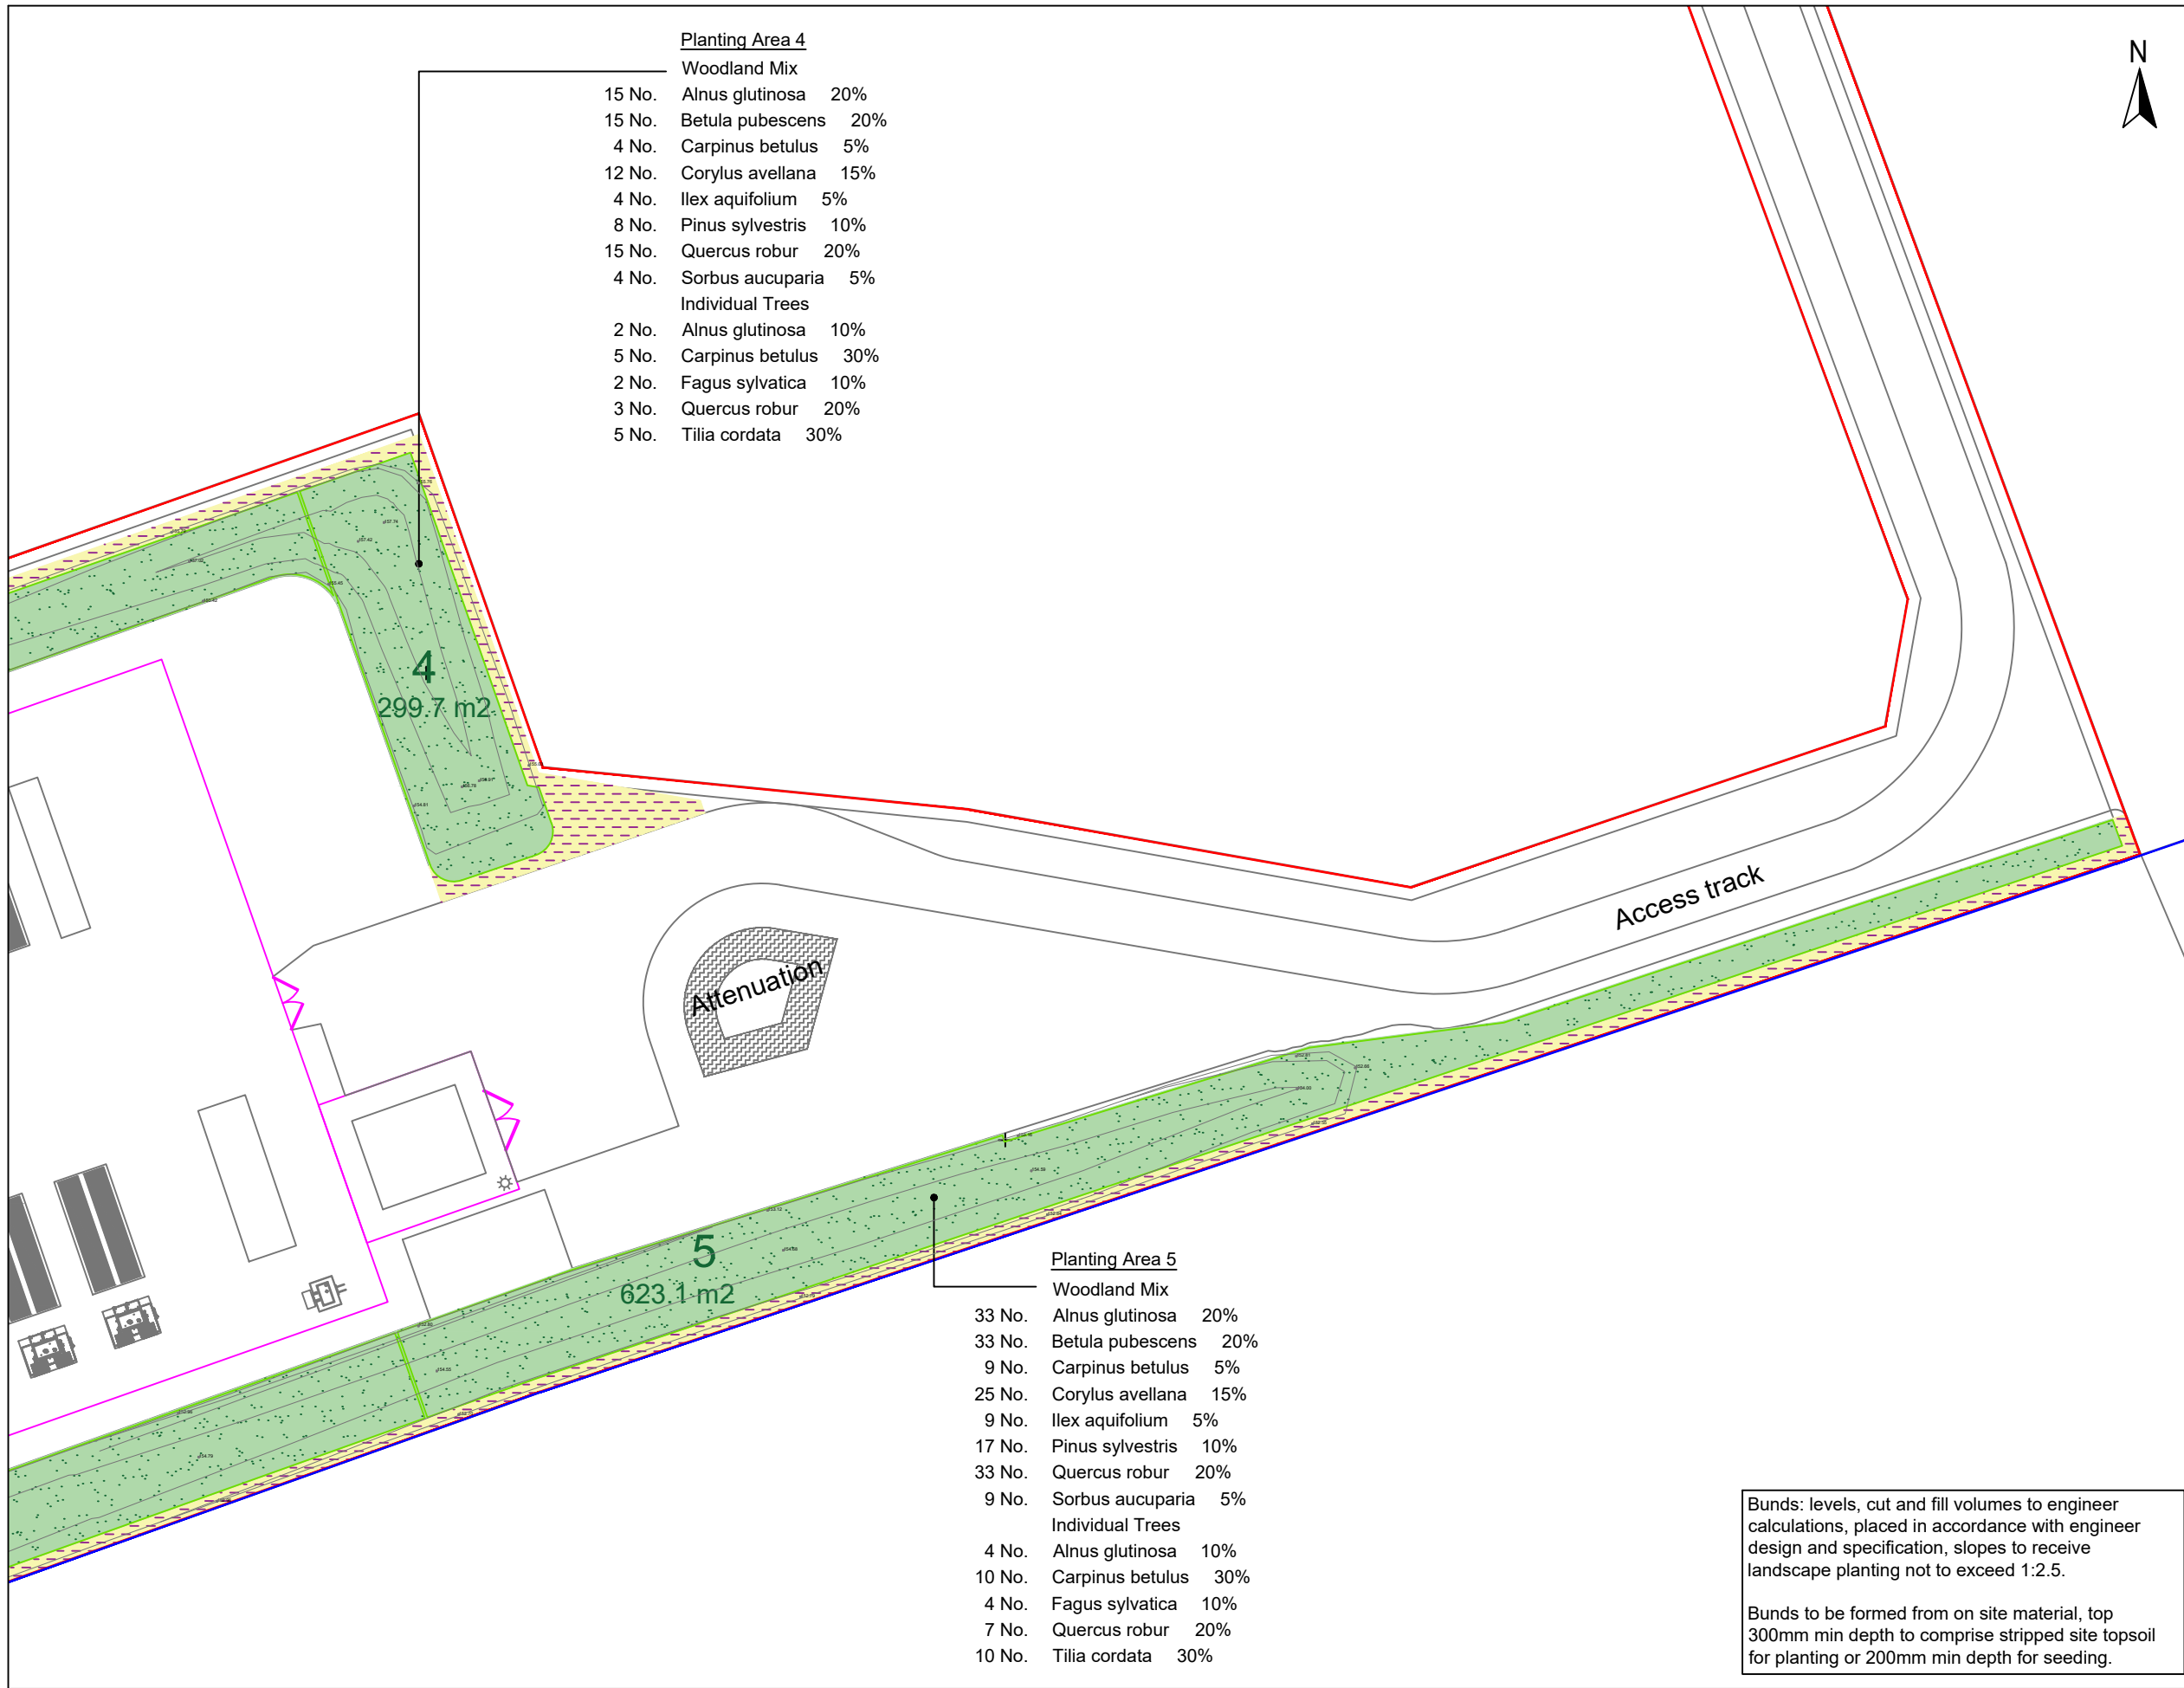 Planting Area 4
Woodland Mix
15 No. Alnus glutinosa 20%
15 No. Betula pubescens 20%
4 No. Carpinus betulus 5%
12 No. Corylus avellana 15%
4 No. Ilex aquifolium 5%
8 No. Pinus sylvestris 10%
15 No. Quercus robur 20%
4 No. Sorbus aucuparia 5%
Individual Trees
2 No. Alnus glutinosa 10%
5 No. Carpinus betulus 30%
2 No. Fagus sylvatica 10%
3 No. Quercus robur 20%
5 No. Tilia cordata 30%
N
4
299.7 m2
Access track
Attenuation
5
623.1 m2
Planting Area 5
Woodland Mix
33 No. Alnus glutinosa 20%
33 No. Betula pubescens 20%
9 No. Carpinus betulus 5%
25 No. Corylus avellana 15%
9 No. Ilex aquifolium 5%
17 No. Pinus sylvestris 10%
33 No. Quercus robur 20%
9 No. Sorbus aucuparia 5%
Individual Trees
4 No. Alnus glutinosa 10%
10 No. Carpinus betulus 30%
4 No. Fagus sylvatica 10%
7 No. Quercus robur 20%
10 No. Tilia cordata 30%
Bunds: levels, cut and fill volumes to engineer
calculations, placed in accordance with engineer
design and specification, slopes to receive
landscape planting not to exceed 1:2.5.
Bunds to be formed from on site material, top
300mm min depth to comprise stripped site topsoil
for planting or 200mm min depth for seeding.